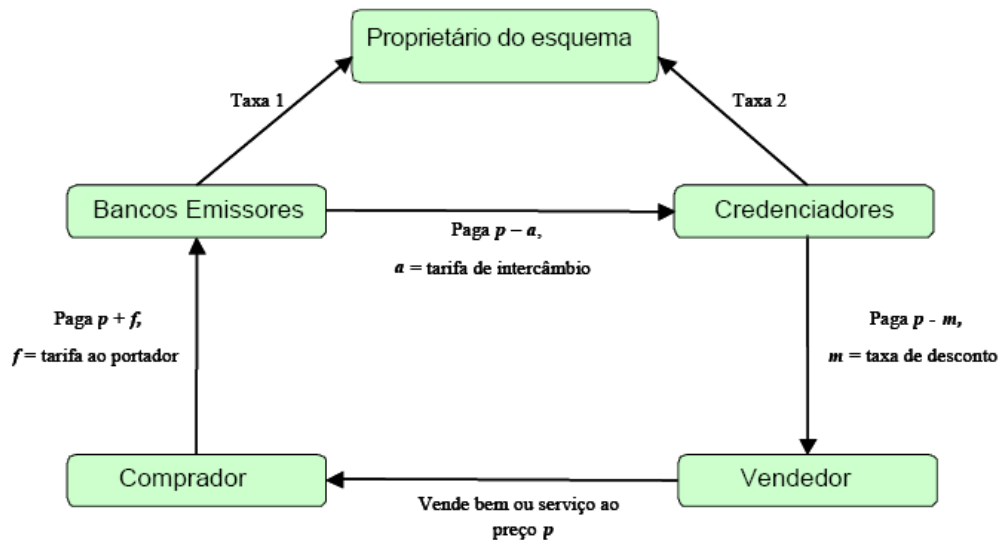 Proprietário do esquema
Taxa 1
Taxa 2
Bancos Emissores
Credenciadores
Paga p – a,
a = tarifa de intercâmbio
Paga p + f,
f = tarifa ao portador
Paga p - m,
m = taxa de desconto
Comprador
Vendedor
Vende bem ou serviço ao
preço p